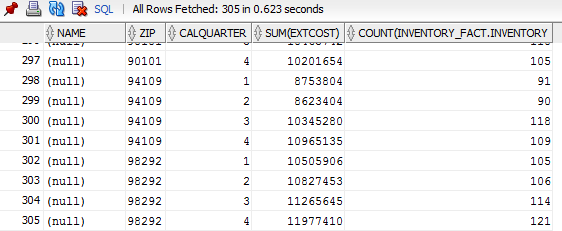 SQL | All Rows Fetched: 305 in 0.623 seconds
NAME ZIP CALQUARTER SUM(EXTCOST) COUNT(INVENTORY_FACT.INVENTORY
297 (null) 90101 4 10201654 105
298 (null) 94109 1 8753804 91
299 (null) 94109 2 8623404 90
300 (null) 94109 3 10345280 118
301 (null) 94109 4 10965135 109
302 (null) 98292 1 10505906 105
303 (null) 98292 2 10827453 106
304 (null) 98292 3 11265645 114
305 (null) 98292 4 11977410 121